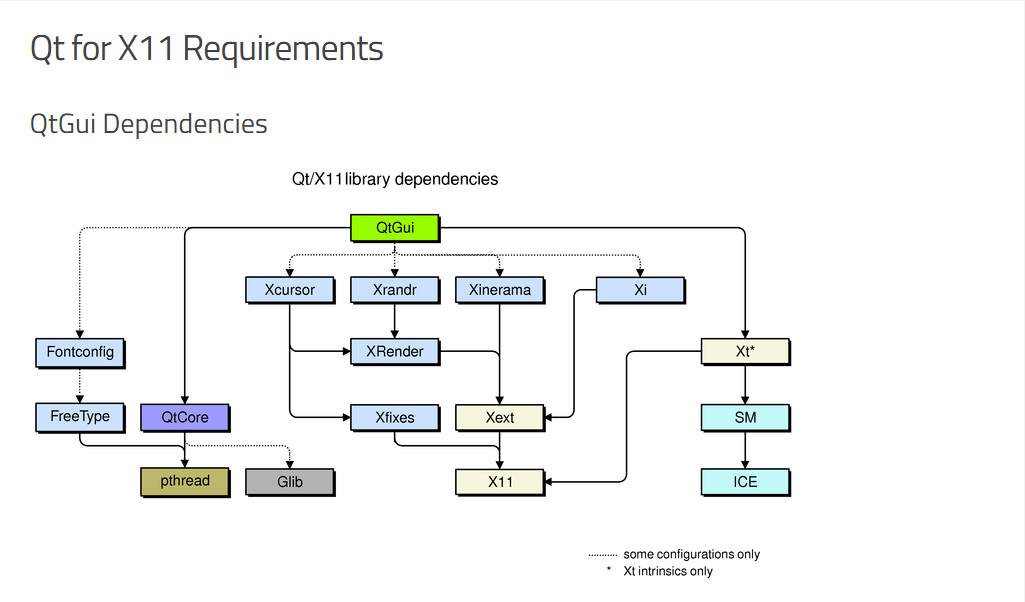 Qt for X11 Requirements
QtGui Dependencies
Qt/X11library dependencies
QtGui
Xcursor
Xrandr
Xinerama
Xi
Fontconfig
XRender
Xt*
FreeType
QtCore
Xfixes
Xext
SM
pthread
Glib
X11
ICE
some configurations only
* Xt intrinsics only